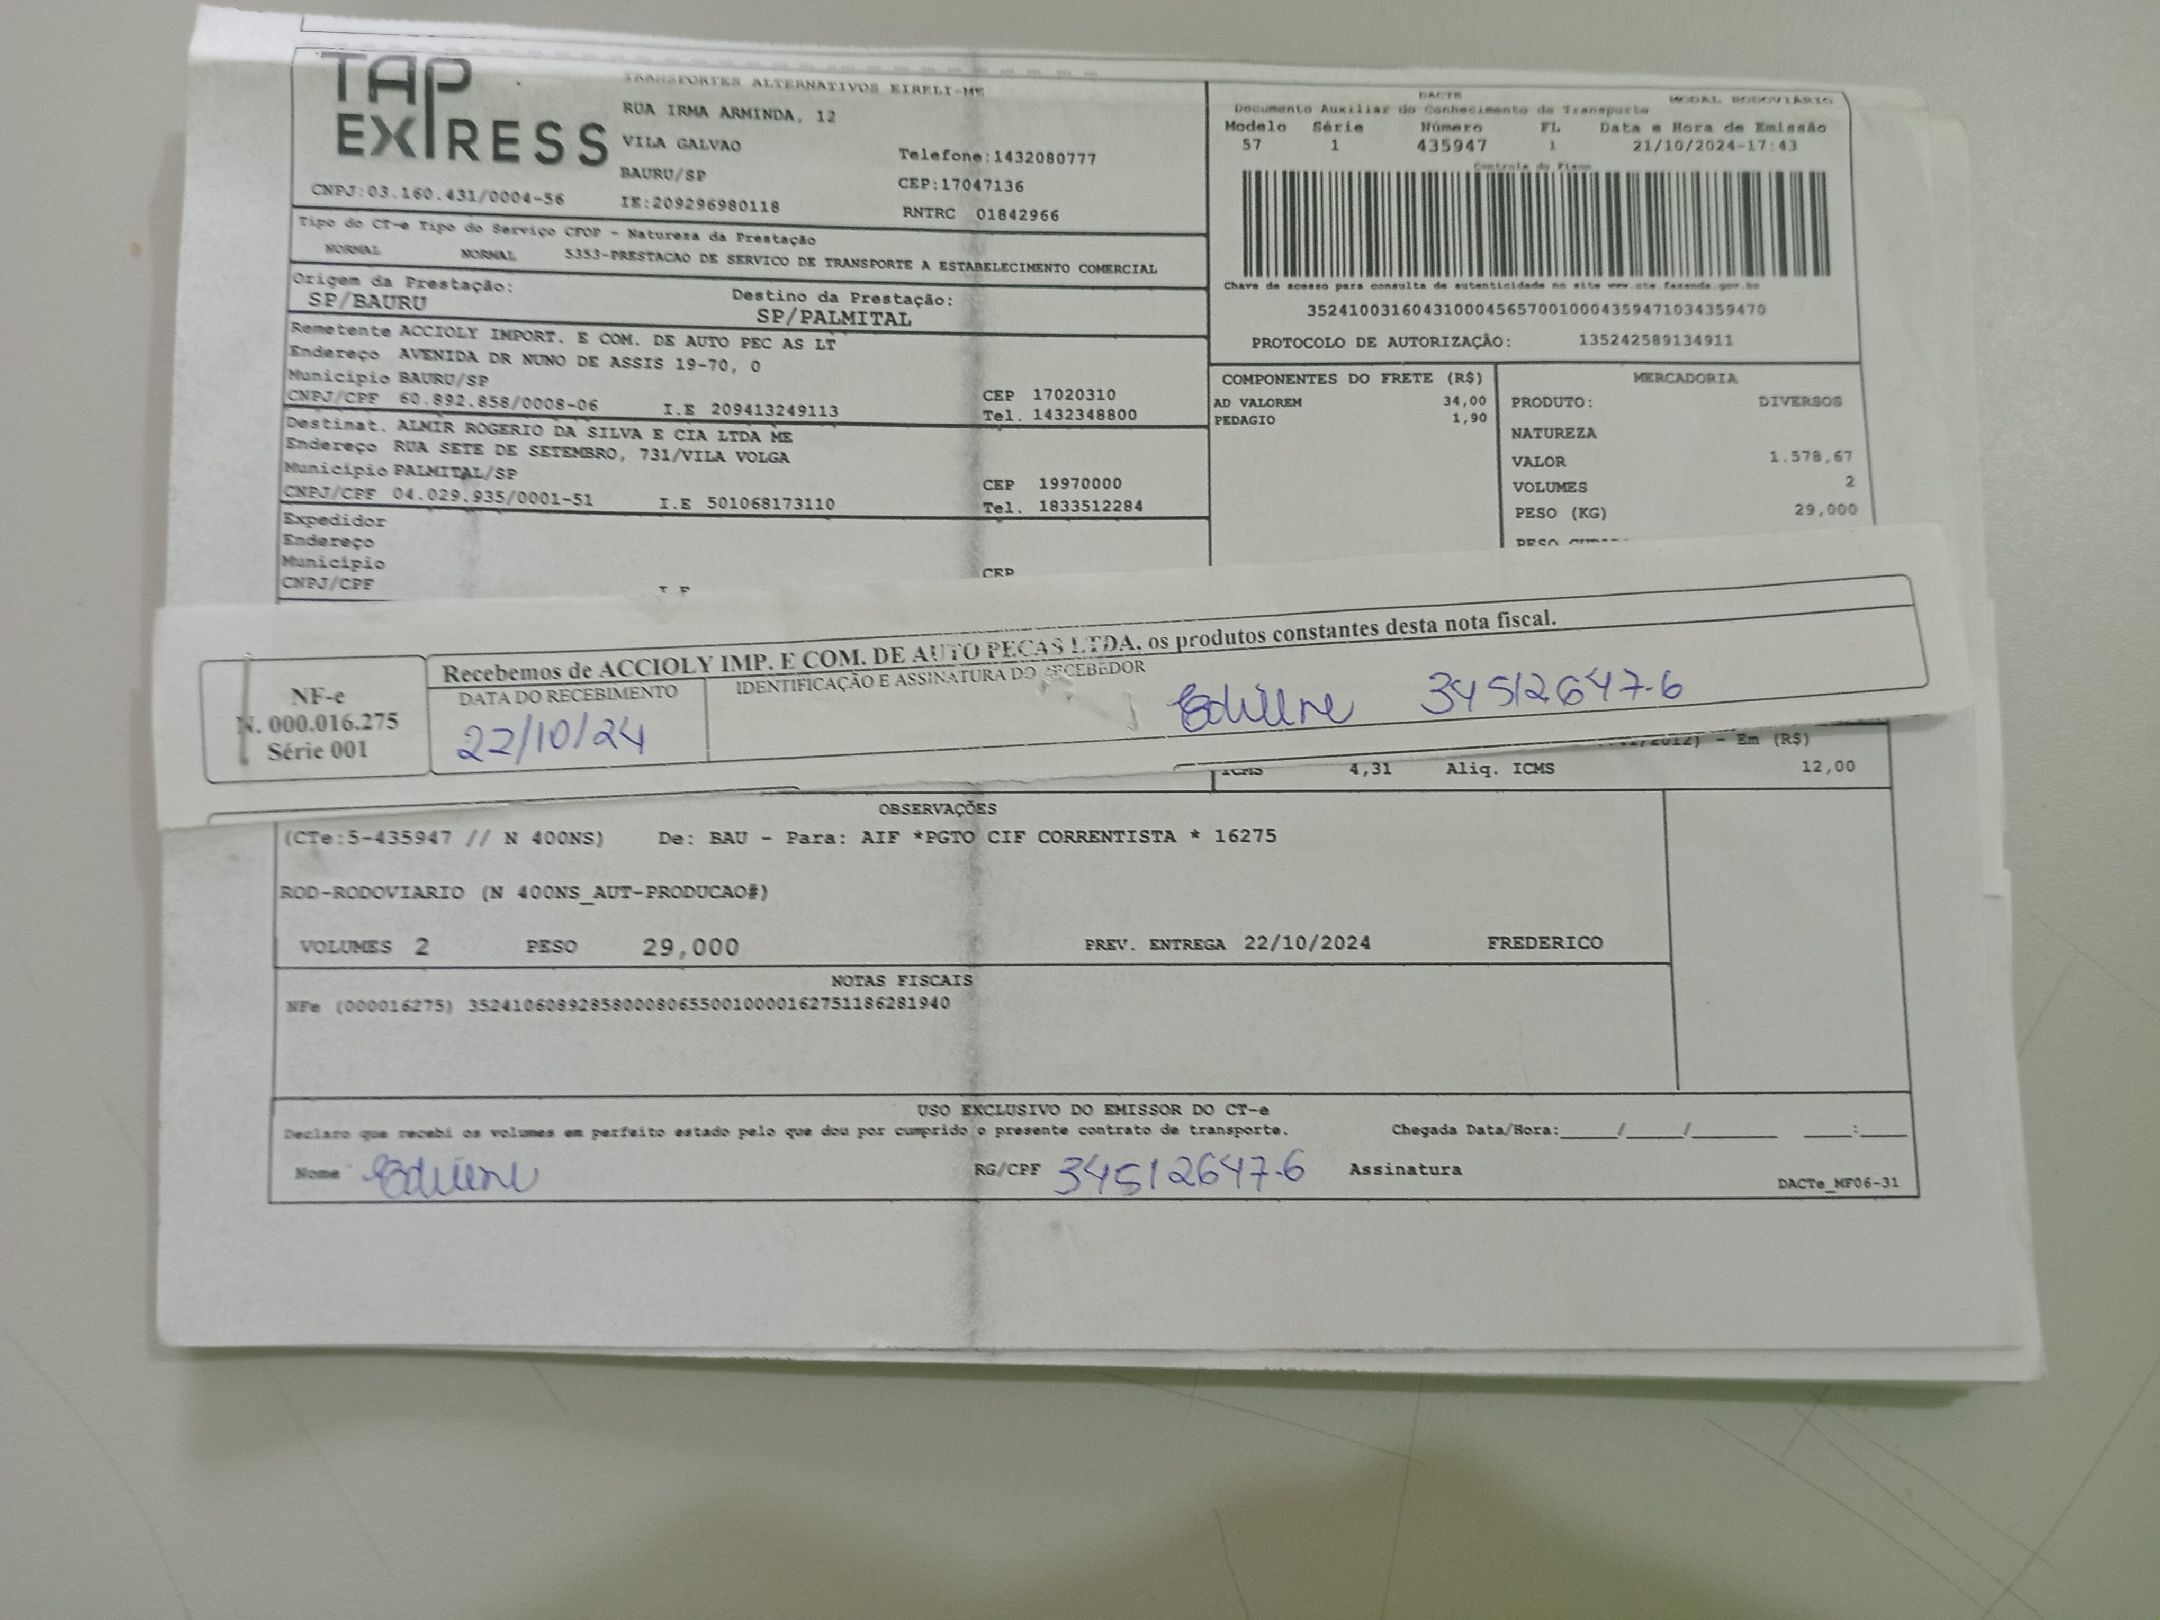 TAP EXPRESS
TRANSPORTES ALTERNATIVOS EIRELI-ME
RUA IRMA ARMINDA, 12
VILA GALVAO
BAURU/SP
Telefone:1432080777
CEP:17047136
CNPJ:03.160.431/0004-56
IE:209296980118
RNTRC 01842966
DACTE
MODAL RODOVIÁRIO
Documento Auxiliar do Conhecimento de Transporte
Modelo Série Número FL Data e Hora de Emissão
57 1 435947 1 21/10/2024-17:43
Controle do Fisco
Chave de acesso para consulta de autenticidade no site www.cte.fazenda.gov.br
35241003160431000456570010004359471034359470
PROTOCOLO DE AUTORIZAÇÃO: 135242589134911
Tipo do CT-e Tipo do Serviço CFOP - Natureza da Prestação
NORMAL NORMAL 5353-PRESTACAO DE SERVICO DE TRANSPORTE A ESTABELECIMENTO COMERCIAL
Origem da Prestação: Destino da Prestação:
SP/BAURU SP/PALMITAL
Remetente ACCIOLY IMPORT. E COM. DE AUTO PEC AS LT
Endereço AVENIDA DR NUNO DE ASSIS 19-70, 0
Municipio BAURU/SP CEP 17020310
CNPJ/CPF 60.892.858/0008-06 I.E 209413249113 Tel. 1432348800
Destinat. ALMIR ROGERIO DA SILVA E CIA LTDA ME
Endereço RUA SETE DE SETEMBRO, 731/VILA VOLGA
Municipio PALMITAL/SP CEP 19970000
CNPJ/CPF 04.029.935/0001-51 I.E 501068173110 Tel. 1833512284
Expedidor
Endereço
Municipio CEP
CNPJ/CPF I.E
COMPONENTES DO FRETE (R$)
AD VALOREM 34,00
PEDAGIO 1,90
MERCADORIA
PRODUTO: DIVERSOS
NATUREZA
VALOR 1.578,67
VOLUMES 2
PESO (KG) 29,000
NF-e
N. 000.016.275
Série 001
Recebemos de ACCIOLY IMP. E COM. DE AUTO PECAS LTDA, os produtos constantes desta nota fiscal.
DATA DO RECEBIMENTO IDENTIFICAÇÃO E ASSINATURA DO RECEBEDOR
22/10/24 34512647-6
/2012) - Em (R$)
ICMS 4,31 Aliq. ICMS 12,00
OBSERVAÇÕES
(CTe:5-435947 // N 400NS) De: BAU - Para: AIF *PGTO CIF CORRENTISTA * 16275
ROD-RODOVIARIO (N 400NS_AUT-PRODUCAO#)
VOLUMES 2 PESO 29,000 PREV. ENTREGA 22/10/2024 FREDERICO
NOTAS FISCAIS
NFe (000016275) 35241060892858000806550010000162751186281940
USO EXCLUSIVO DO EMISSOR DO CT-e
Declaro que recebi os volumes em perfeito estado pelo que dou por cumprido o presente contrato de transporte. Chegada Data/Hora:_____/_____/________ ____:____
Nome RG/CPF 34512647-6 Assinatura
DACTe_MF06-31